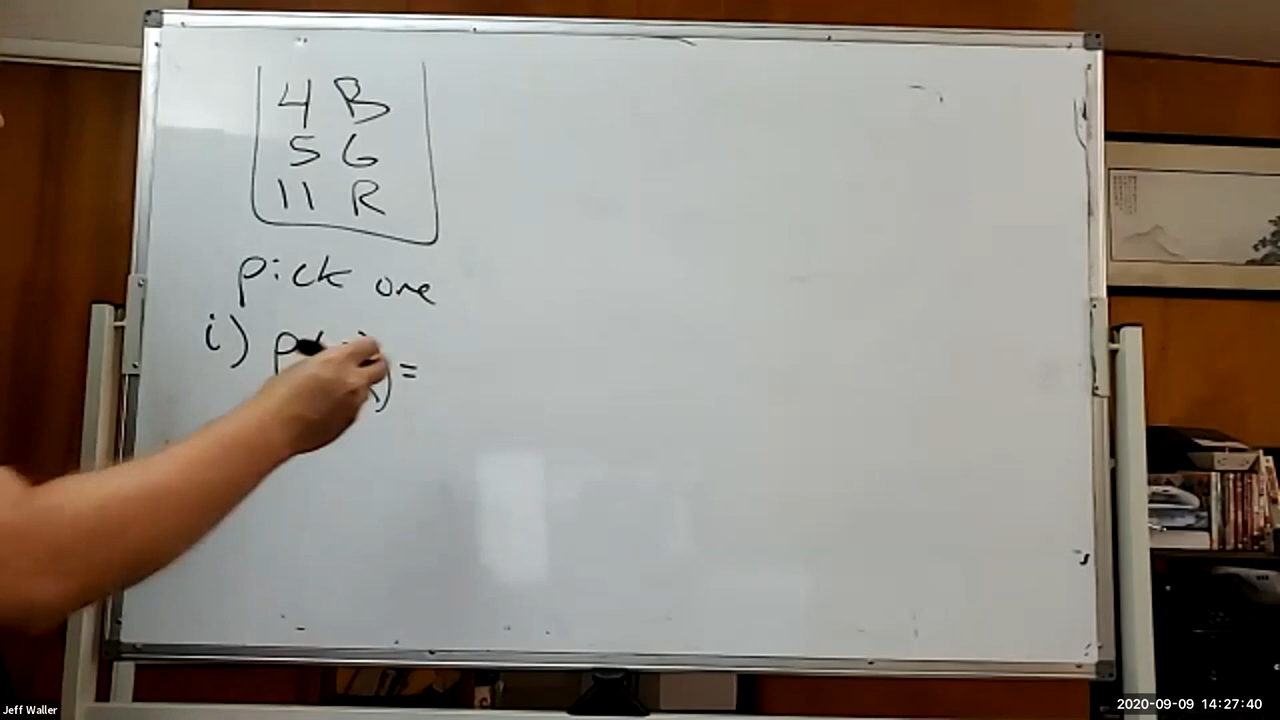 4 B
5 G
11 R
pick one
i) P( ) =
Jeff Waller
2020-09-09 14:27:40